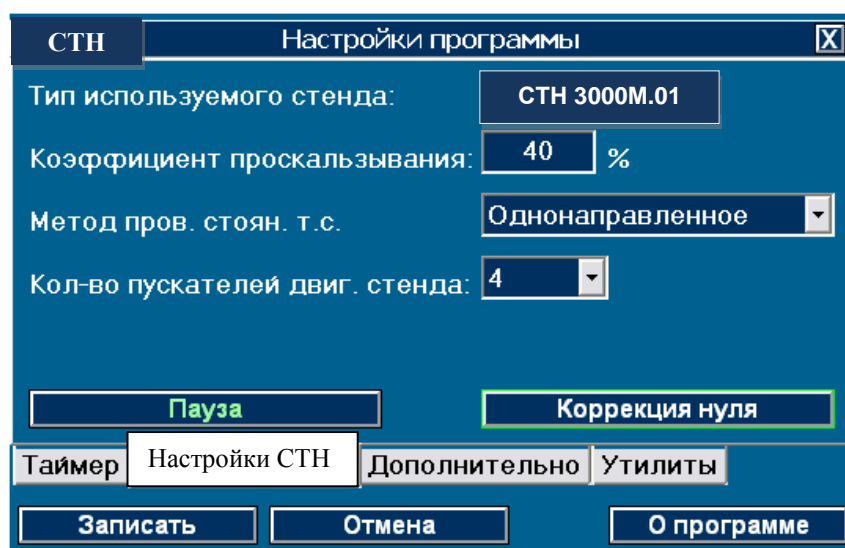 СТН Настройки программы X
Тип используемого стенда: СТН 3000М.01
Коэффициент проскальзывания: 40 %
Метод пров. стоян. т.с. Однонаправленное
Кол-во пускателей двиг. стенда: 4
Пауза Коррекция нуля
Таймер Настройки СТН Дополнительно Утилиты
Записать Отмена О программе